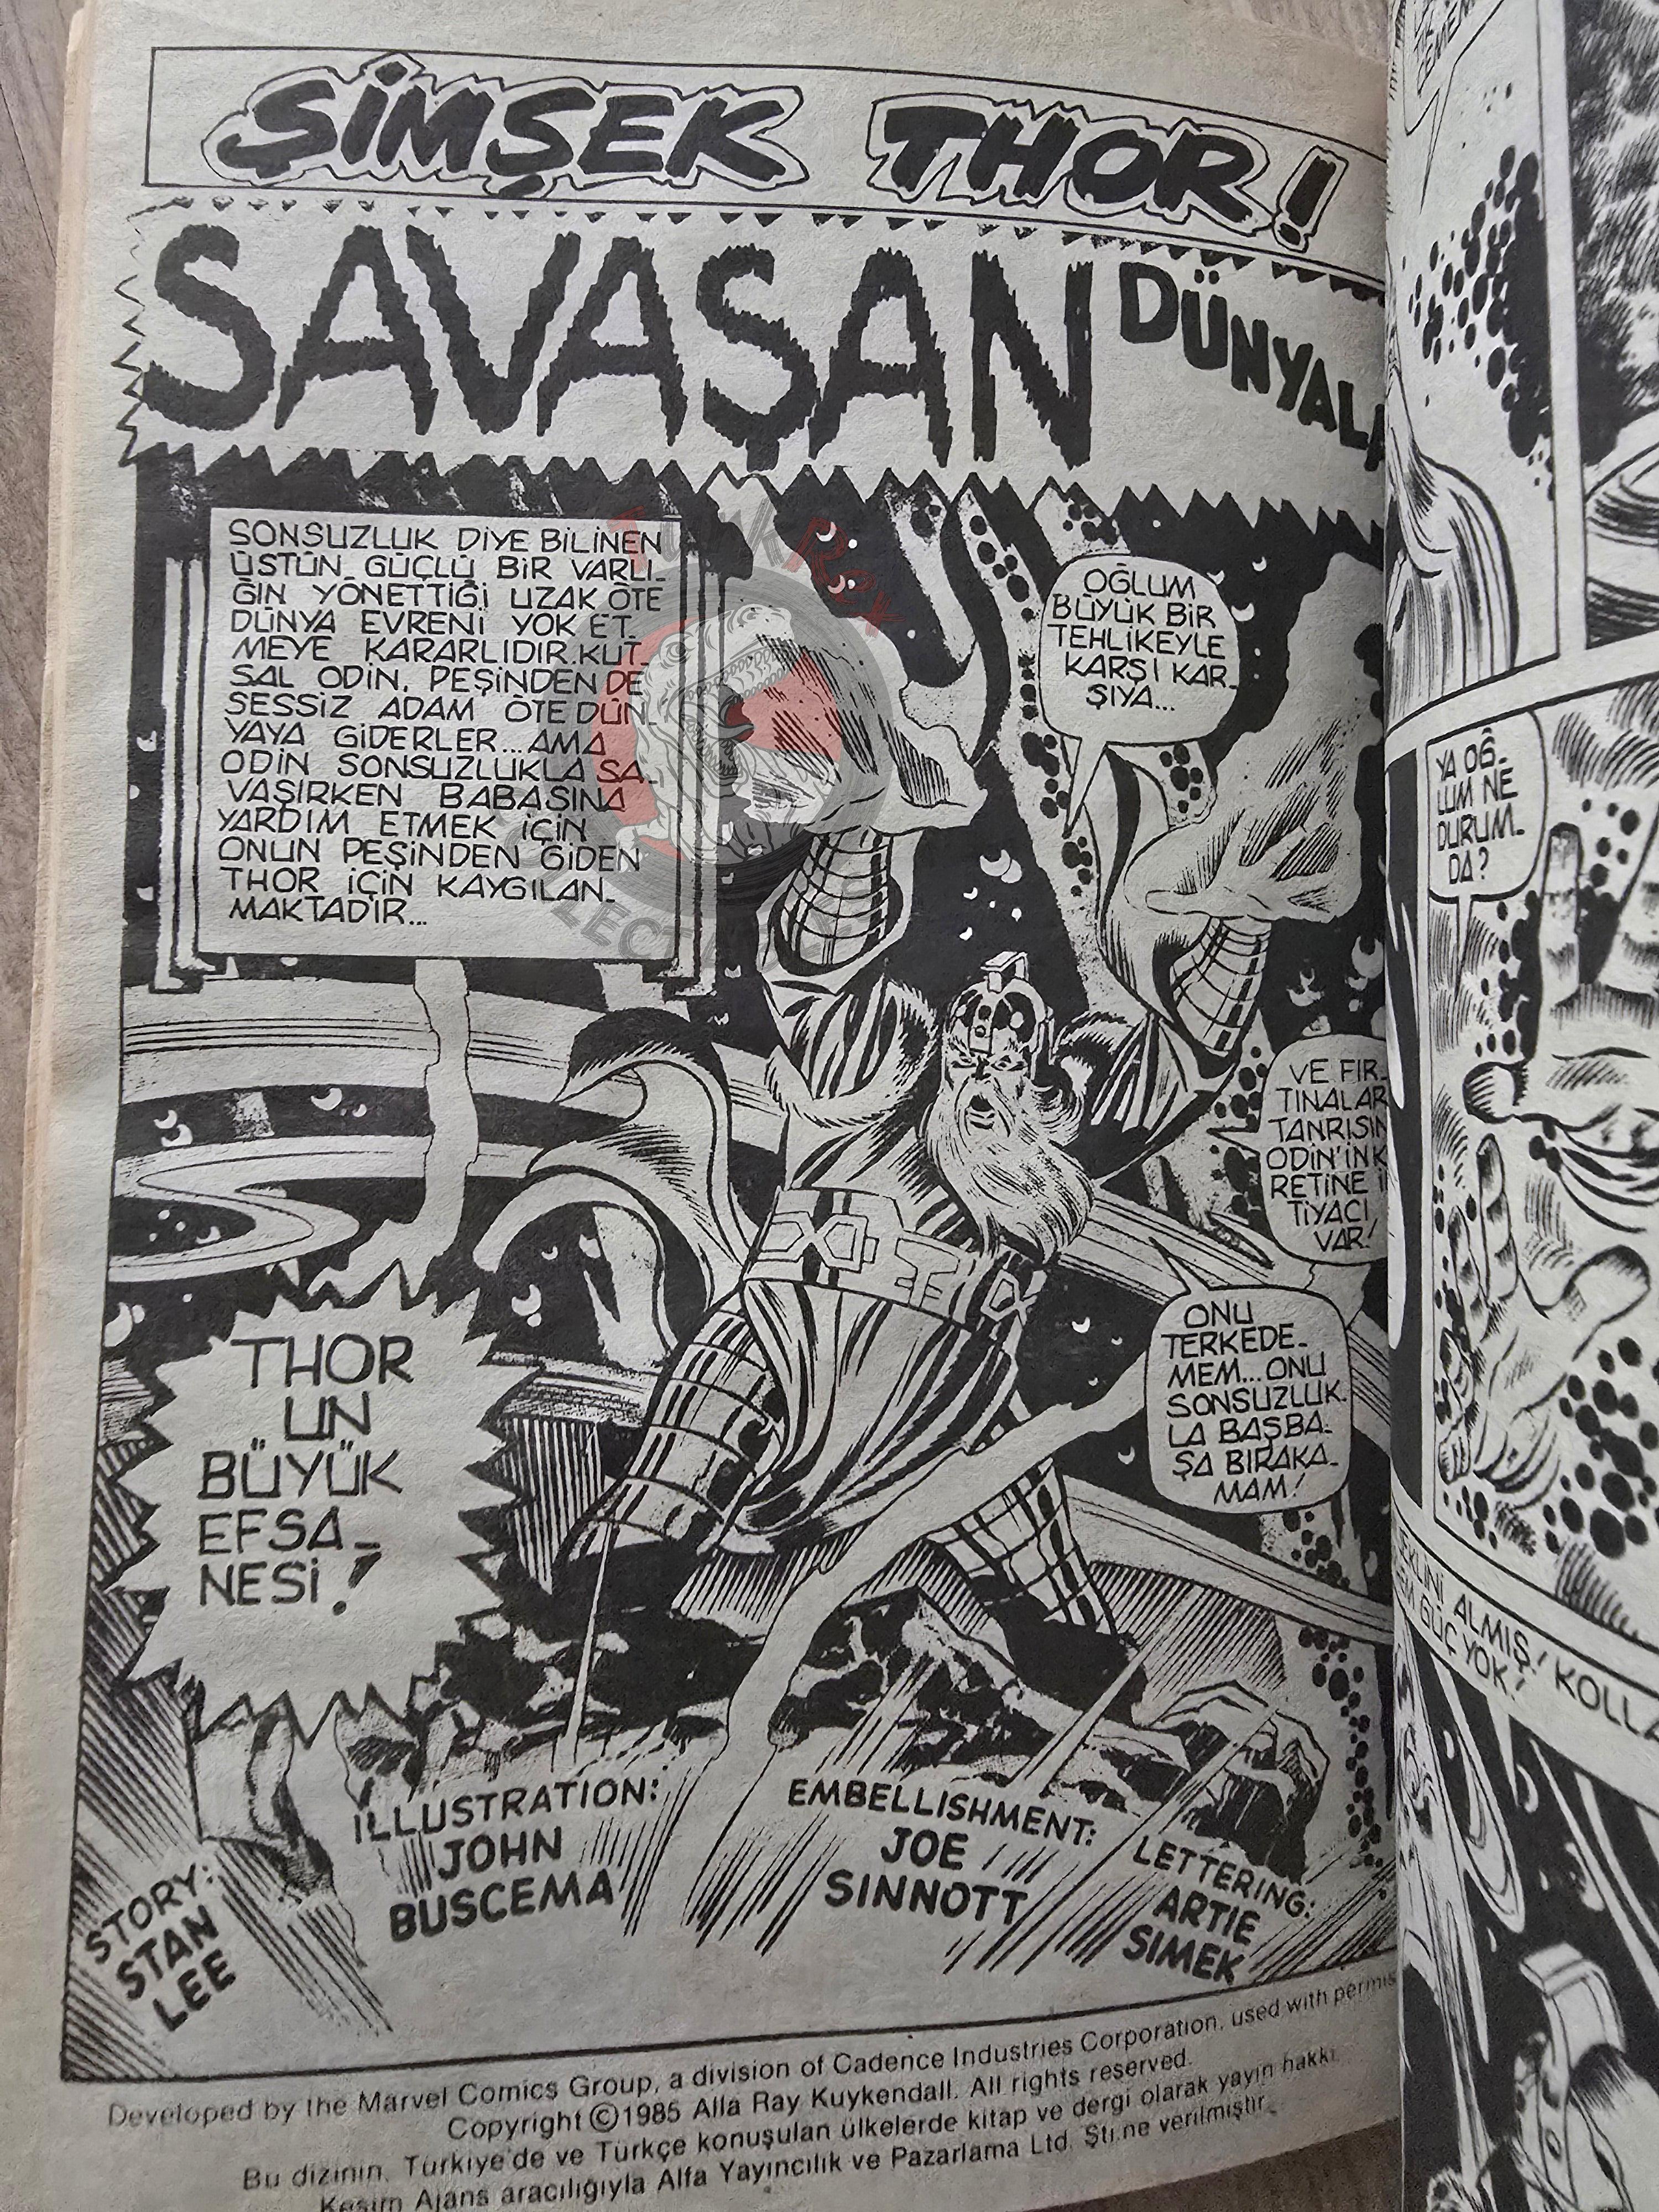 ŞİMŞEK THOR!
SAVAŞAN DÜNYALA
SONSUZLUK DİYE BİLİNEN
ÜSTÜN GÜÇLÜ BİR VARLI-
ĞIN YÖNETTİĞİ UZAK ÖTE
DÜNYA EVRENİ YOK ET-
MEYE KARARLIDIR. KUT-
SAL ODİN, PEŞİNDEN DE
SESSİZ ADAM ÖTE DÜN-
YAYA GİDERLER... AMA
ODİN SONSUZLUKLA SA-
VAŞIRKEN BABASINA
YARDIM ETMEK İÇİN
ONUN PEŞİNDEN GİDEN
THOR İÇİN KAYGILAN-
MAKTADIR...
OĞLUM
BÜYÜK BİR
TEHLİKEYLE
KARŞI KAR-
ŞIYA...
VE FIR-
TINALAR
TANRISIN
ODİN'İN K
RETİNE İ
TİYACI
VAR!
ONU
TERKEDE-
MEM... ONU
SONSUZLUK-
LA BAŞBA-
ŞA BIRAKA-
MAM!
THOR
UN
BÜYÜK
EFSA-
NESİ!
STORY:
STAN
LEE
ILLUSTRATION:
JOHN
BUSCEMA
EMBELLISHMENT:
JOE
SINNOTT
LETTERING:
ARTIE
SIMEK
Developed by the Marvel Comics Group, a division of Cadence Industries Corporation, used with permis
Copyright ©1985 Alla Ray Kuykendall. All rights reserved.
Bu dizinin, Türkiye'de ve Türkçe konuşulan ülkelerde kitap ve dergi olarak yayın hakkı
Kesim Ajans aracılığıyla Alfa Yayıncılık ve Pazarlama Ltd. Şti.ne verilmiştir.
YA OĞ-
LUM NE
DURUM-
DA?
EKLİNİ ALMIŞ! KOLLA
GÜÇ YOK!